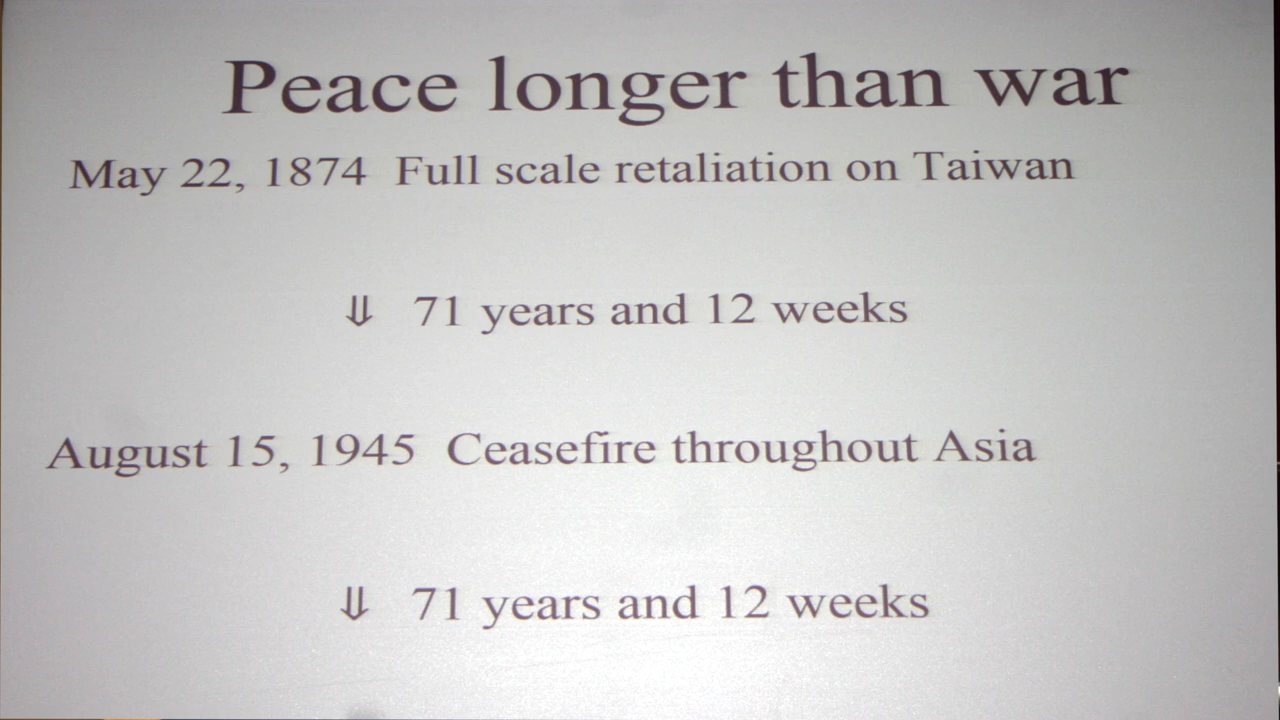 Peace longer than war
May 22, 1874 Full scale retaliation on Taiwan
⇓ 71 years and 12 weeks
August 15, 1945 Ceasefire throughout Asia
⇓ 71 years and 12 weeks